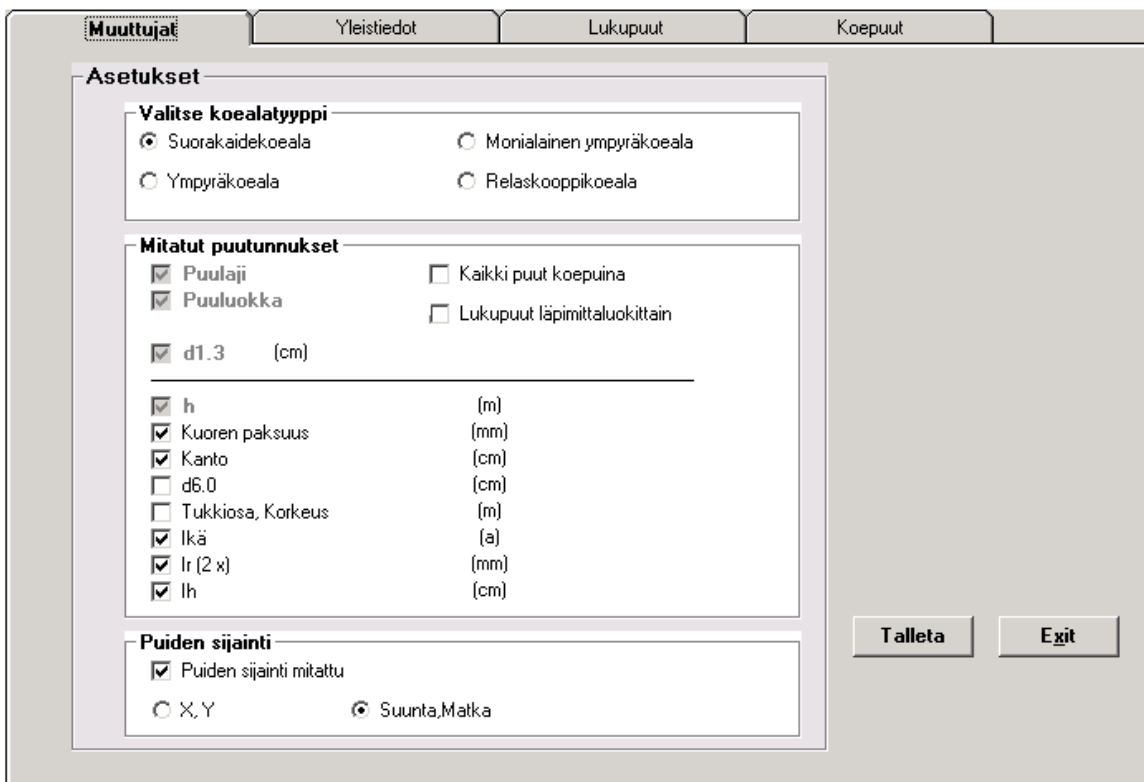 Muuttujat Yleistiedot Lukupuut Koepuut
Asetukset
Valitse koealatyyppi
Suorakaidekoeala Monialainen ympyräkoeala
Ympyräkoeala Relaskooppikoeala
Mitatut puutunnukset
Puulaji Kaikki puut koepuina
Puuluokka
Lukupuut läpimittaluokittain
d1.3 (cm)
h (m)
Kuoren paksuus (mm)
Kanto (cm)
d6.0 (cm)
Tukkiosa, Korkeus (m)
Ikä (a)
Ir (2 x) (mm)
Ih (cm)
Puiden sijainti
Puiden sijainti mitattu
X,Y Suunta,Matka
Talleta Exit